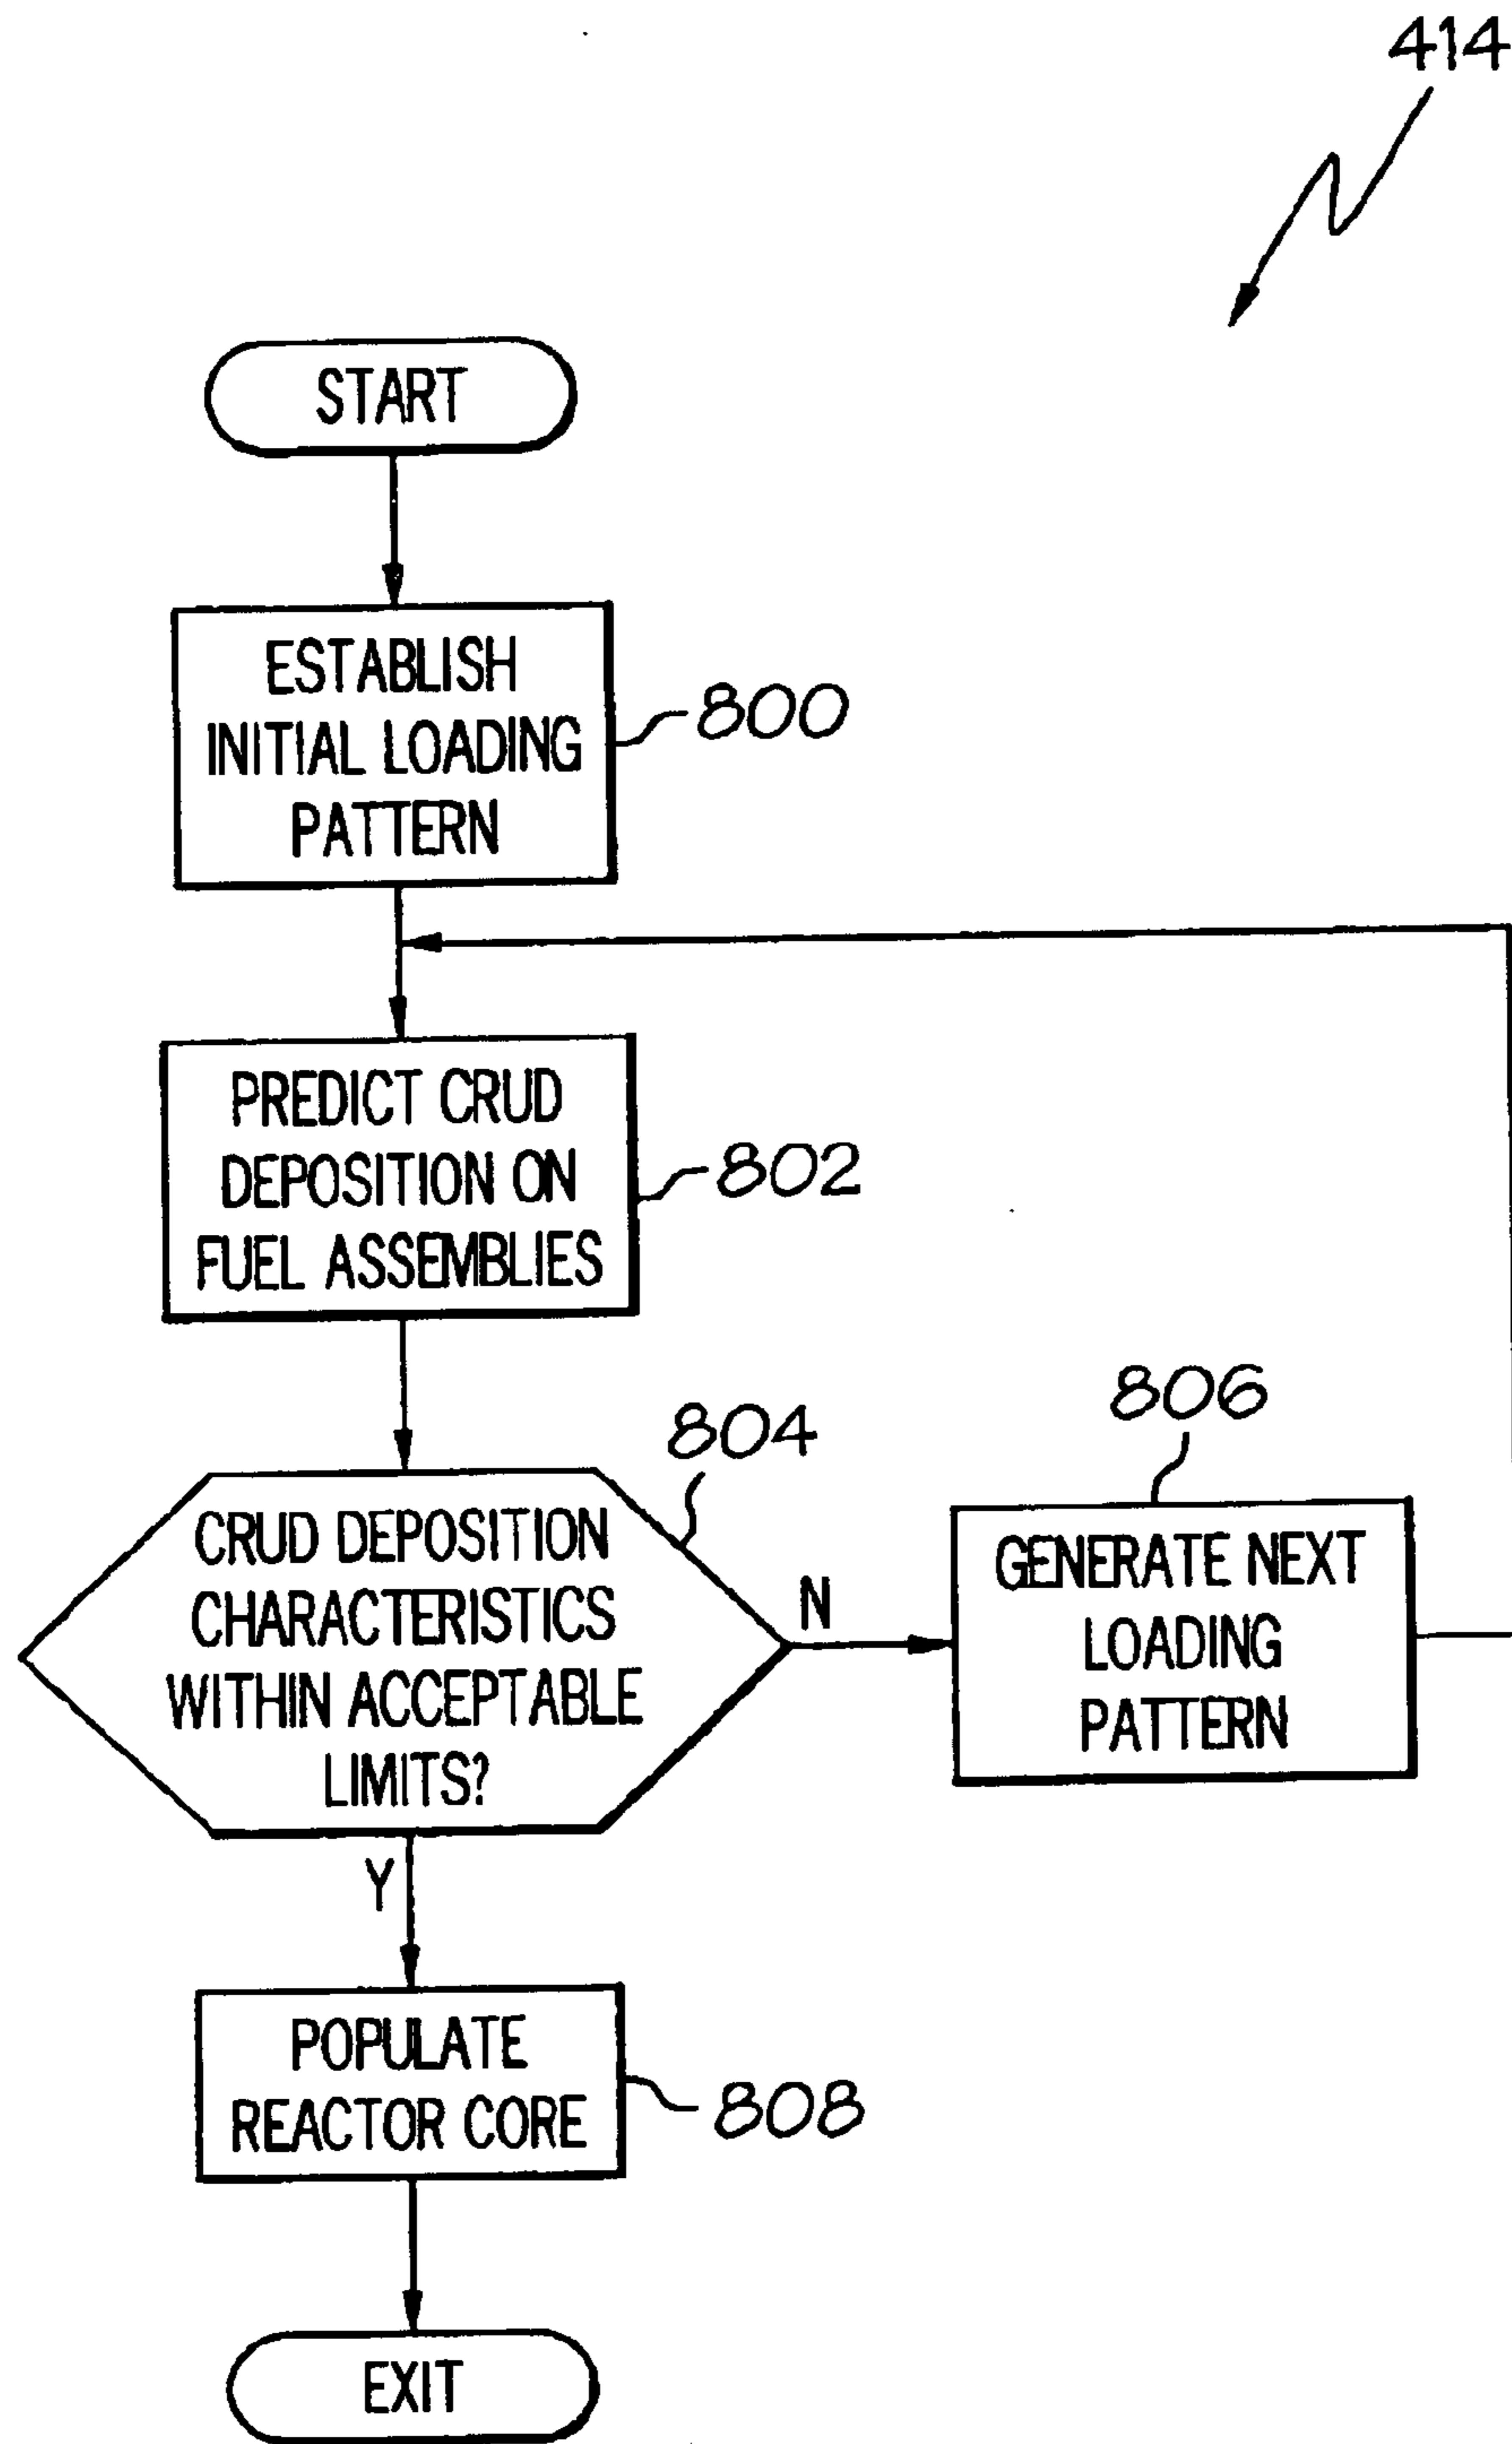 414
START
ESTABLISH
INITIAL LOADING
PATTERN
800
PREDICT CRUD
DEPOSITION ON
FUEL ASSEMBLIES
802
804
CRUD DEPOSITION
CHARACTERISTICS
WITHIN ACCEPTABLE
LIMITS?
N
806
GENERATE NEXT
LOADING
PATTERN
Y
POPULATE
REACTOR CORE
808
EXIT